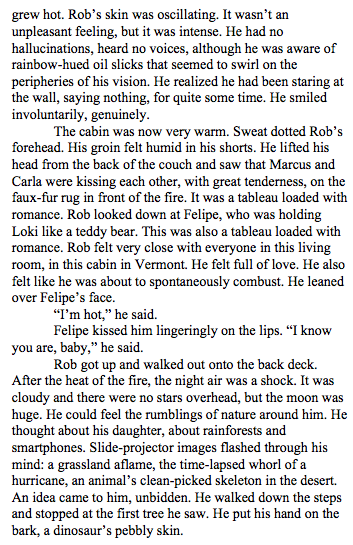 grew hot. Rob’s skin was oscillating. It wasn’t an
unpleasant feeling, but it was intense. He had no
hallucinations, heard no voices, although he was aware of
rainbow-hued oil slicks that seemed to swirl on the
peripheries of his vision. He realized he had been staring at
the wall, saying nothing, for quite some time. He smiled
involuntarily, genuinely.
The cabin was now very warm. Sweat dotted Rob’s
forehead. His groin felt humid in his shorts. He lifted his
head from the back of the couch and saw that Marcus and
Carla were kissing each other, with great tenderness, on the
faux-fur rug in front of the fire. It was a tableau loaded with
romance. Rob looked down at Felipe, who was holding
Loki like a teddy bear. This was also a tableau loaded with
romance. Rob felt very close with everyone in this living
room, in this cabin in Vermont. He felt full of love. He also
felt like he was about to spontaneously combust. He leaned
over Felipe’s face.
“I’m hot,” he said.
Felipe kissed him lingeringly on the lips. “I know
you are, baby,” he said.
Rob got up and walked out onto the back deck.
After the heat of the fire, the night air was a shock. It was
cloudy and there were no stars overhead, but the moon was
huge. He could feel the rumblings of nature around him. He
thought about his daughter, about rainforests and
smartphones. Slide-projector images flashed through his
mind: a grassland aflame, the time-lapsed whorl of a
hurricane, an animal’s clean-picked skeleton in the desert.
An idea came to him, unbidden. He walked down the steps
and stopped at the first tree he saw. He put his hand on the
bark, a dinosaur’s pebbly skin.